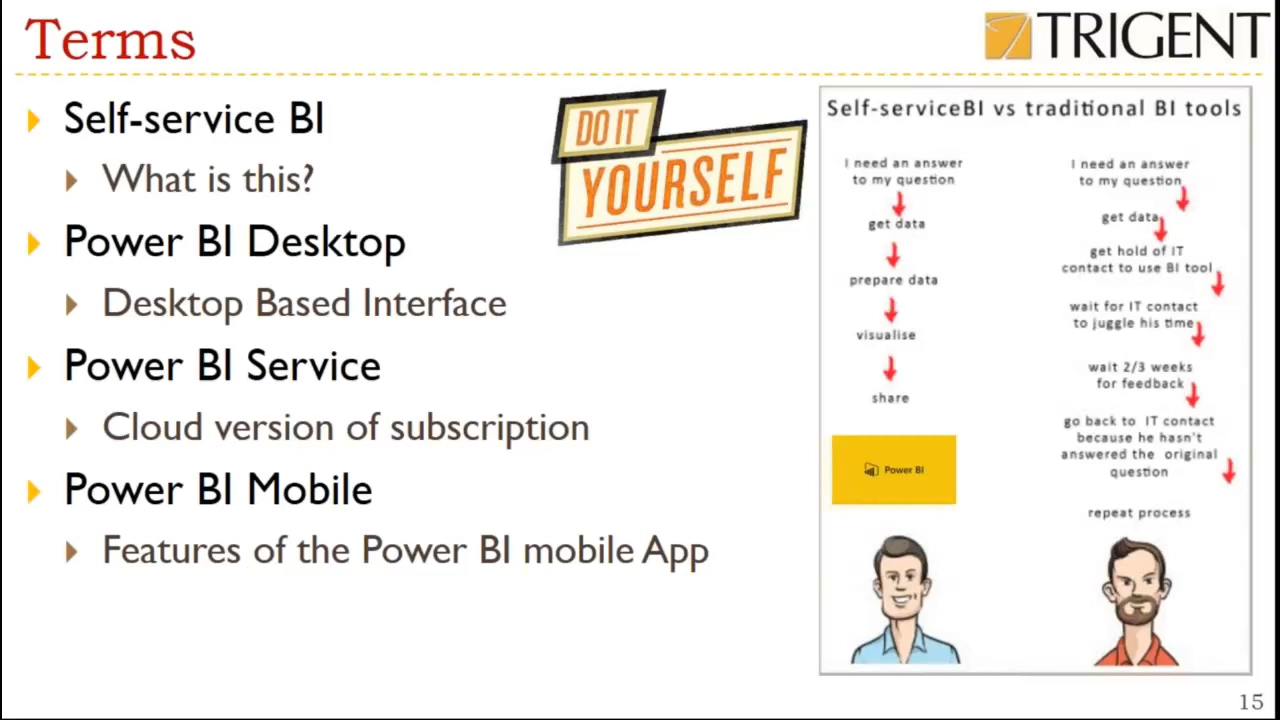 Terms
TRIGENT
Self-service BI
What is this?
Power BI Desktop
Desktop Based Interface
Power BI Service
Cloud version of subscription
Power BI Mobile
Features of the Power BI mobile App
DO IT
YOURSELF
Self-serviceBI vs traditional BI tools
I need an answer
to my question
get data
prepare data
visualise
share
Power BI
I need an answer
to my question
get data
get hold of IT
contact to use BI tool
wait for IT contact
to juggle his time
wait 2/3 weeks
for feedback
go back to IT contact
because he hasn't
answered the original
question
repeat process
15